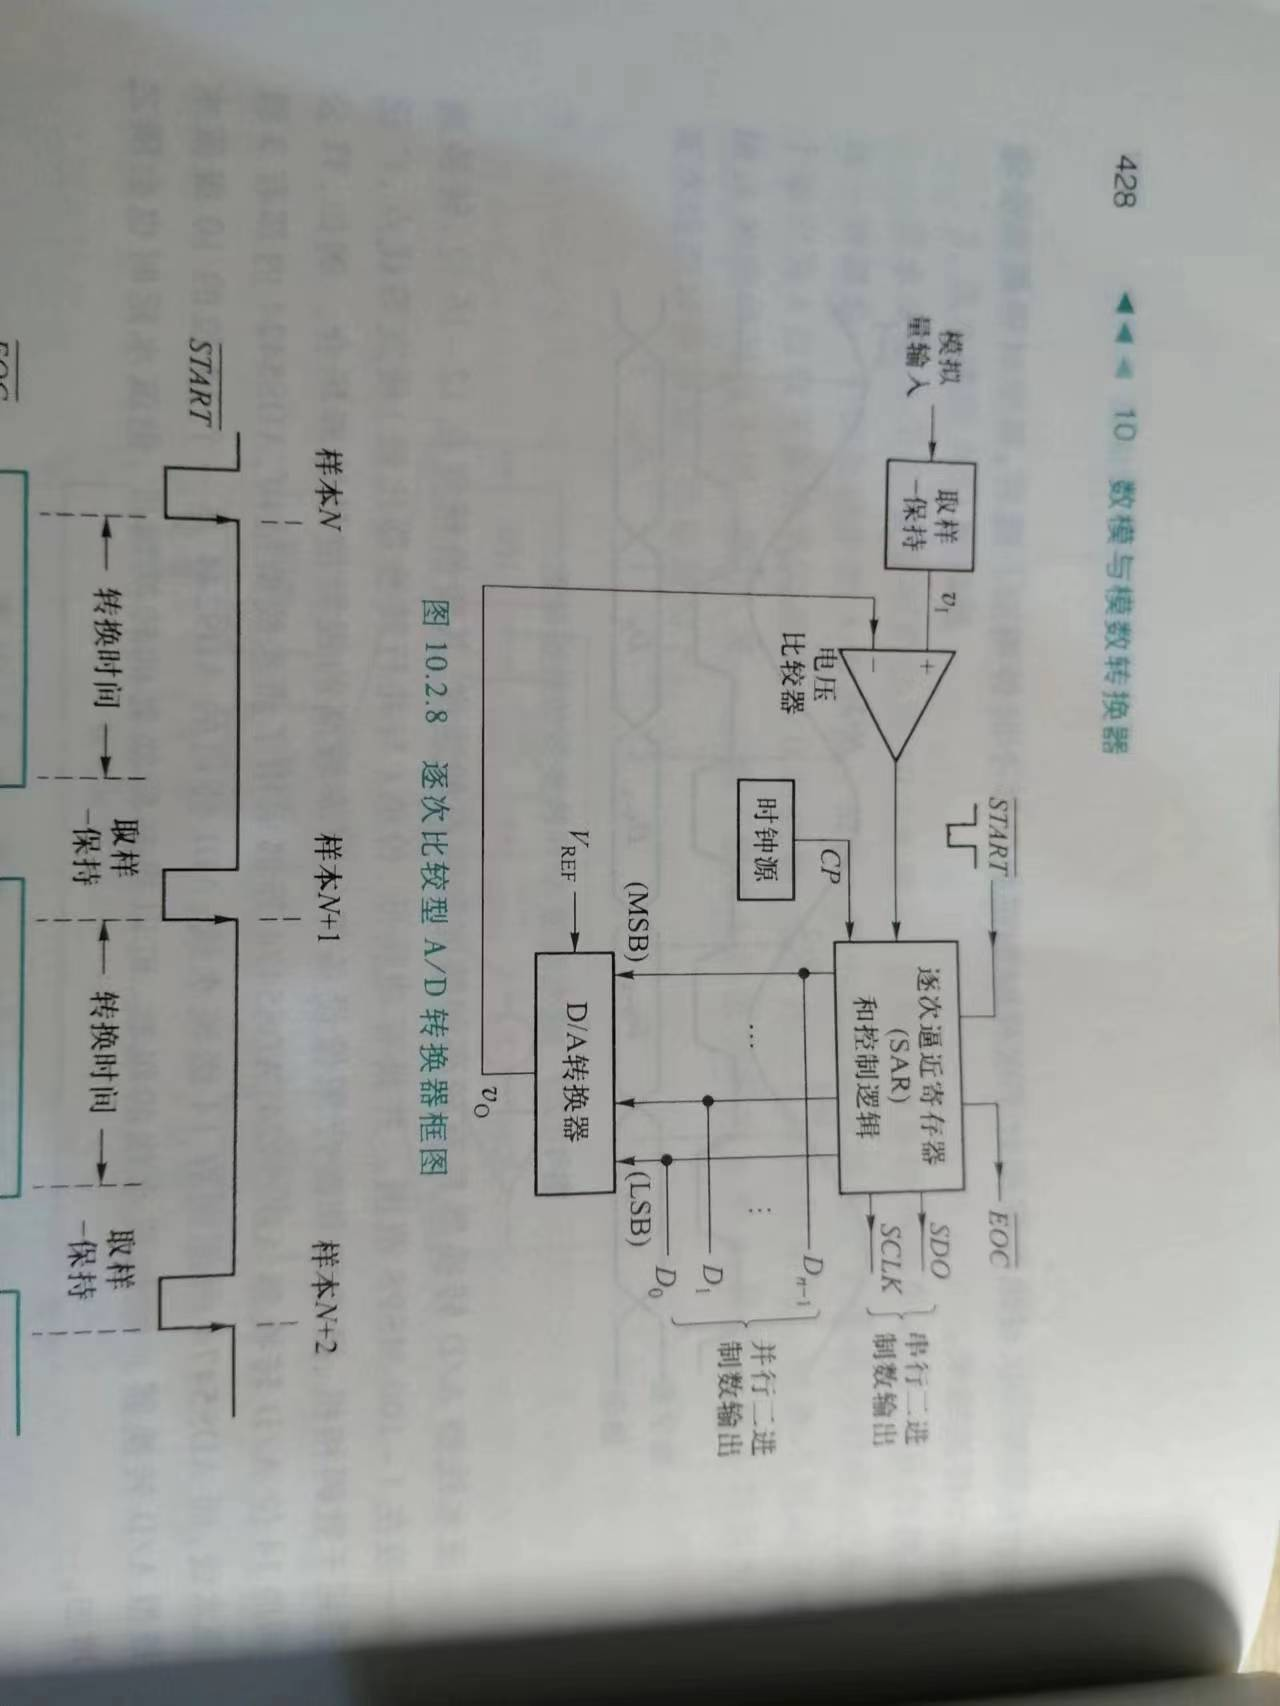 428 ◀◀◀ 10 数模与模数转换器
START
EOC
模拟
量输入
取样
-保持
v_I
+
-
电压
比较器
时钟源
CP
逐次逼近寄存器
(SAR)
和控制逻辑
SDO
SCLK
串行二进
制数输出
D_{n-1}
D_1
D_0
并行二进
制数输出
…
⋮
(MSB)
(LSB)
V_REF
D/A转换器
v_O
图 10.2.8 逐次比较型 A/D 转换器框图
样本N
样本N+1
样本N+2
START
转换时间
取样
-保持
转换时间
取样
-保持
EOC